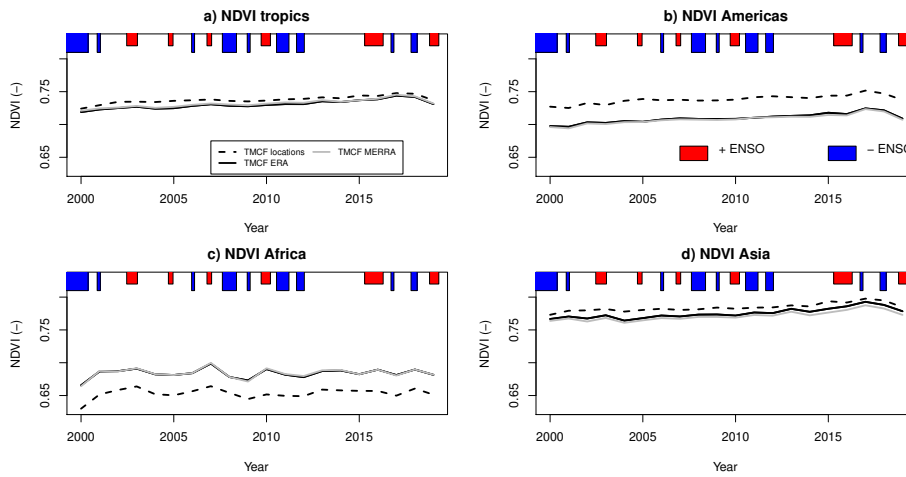 a) NDVI tropics
NDVI (−)
0.75
0.65
TMCF locations
TMCF ERA
TMCF MERRA
2000 2005 2010 2015
Year
b) NDVI Americas
NDVI (−)
0.75
0.65
+ ENSO
− ENSO
2000 2005 2010 2015
Year
c) NDVI Africa
NDVI (−)
0.75
0.65
2000 2005 2010 2015
Year
d) NDVI Asia
NDVI (−)
0.75
0.65
2000 2005 2010 2015
Year